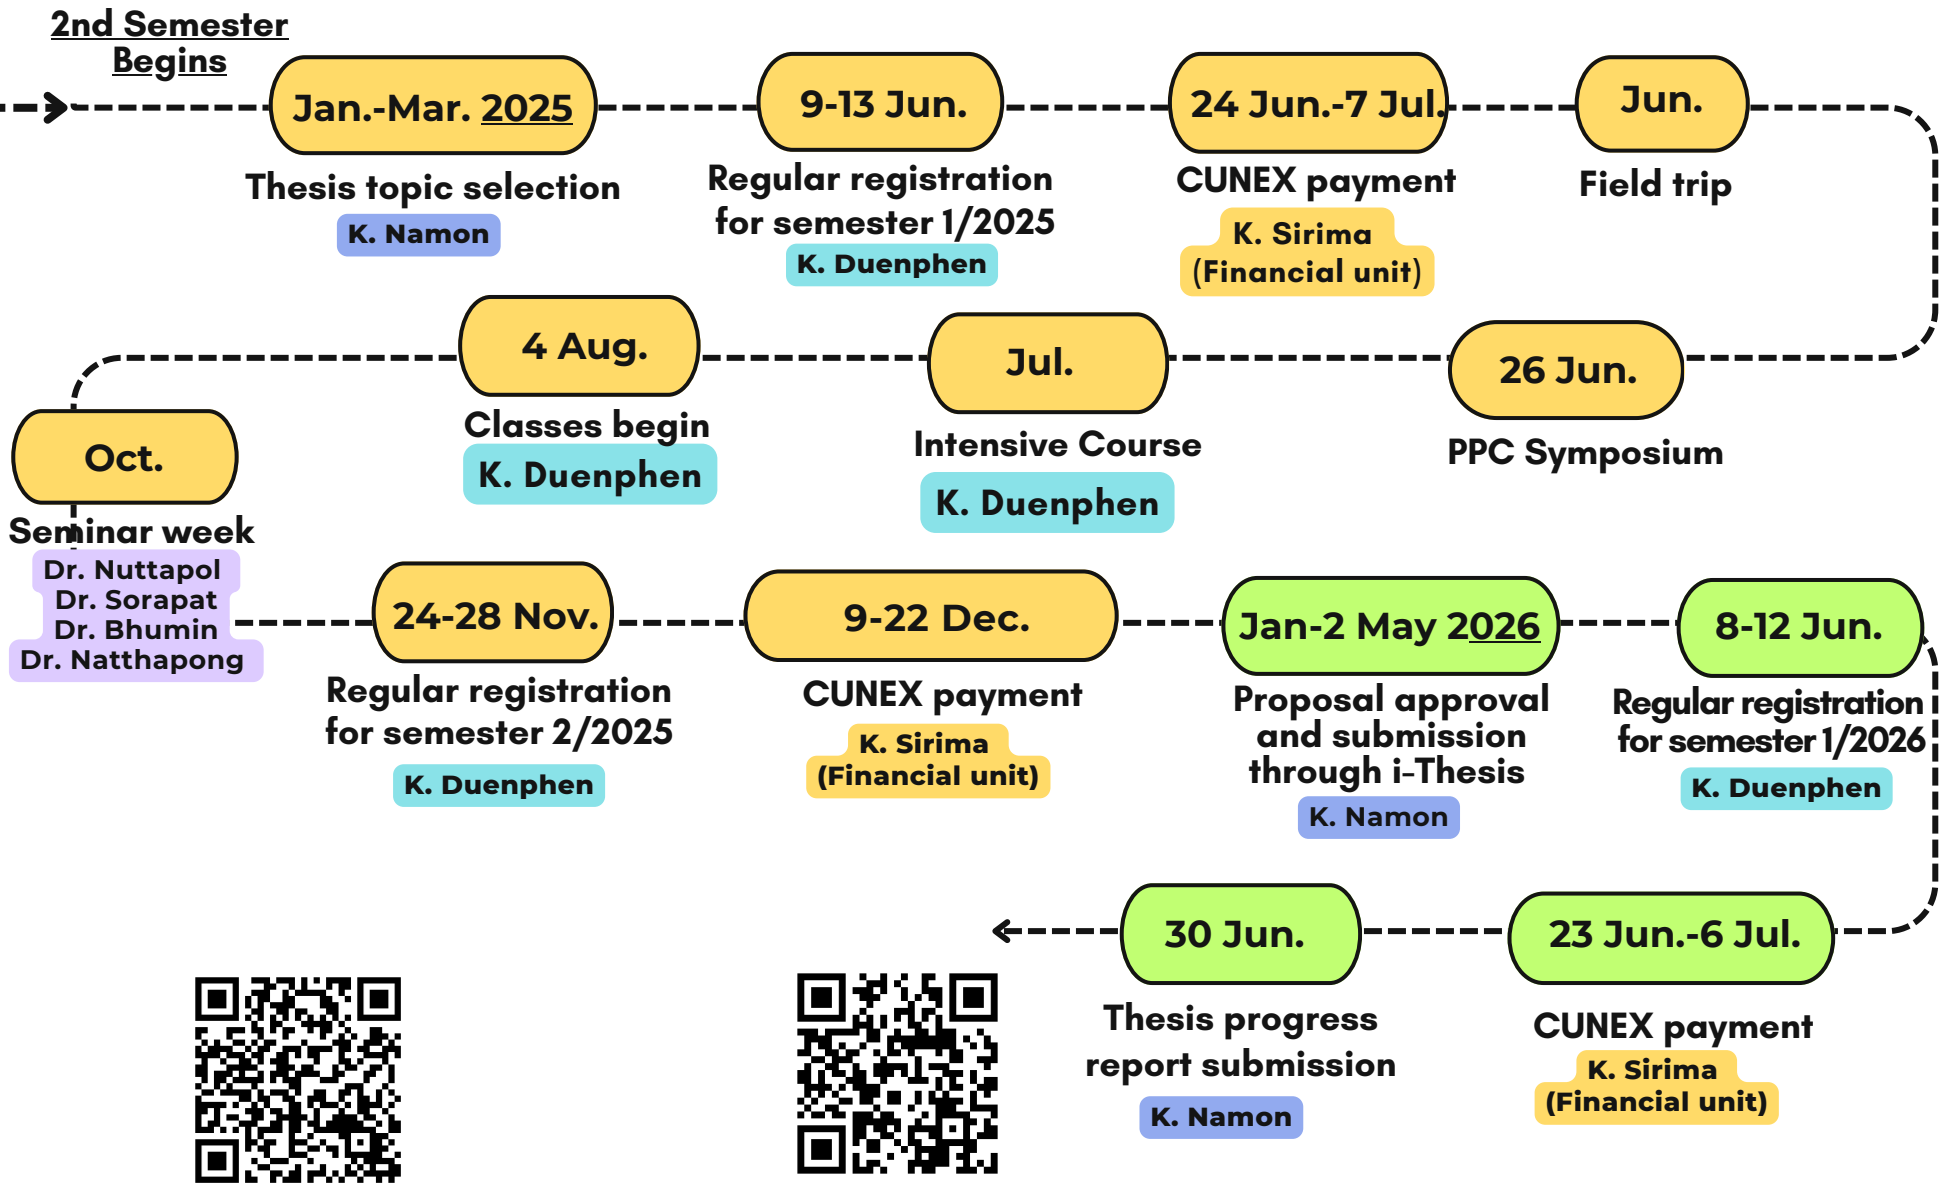 2nd Semester
Begins
Jan.-Mar. 2025
Thesis topic selection
K. Namon
9-13 Jun.
Regular registration
for semester 1/2025
K. Duenphen
24 Jun.-7 Jul.
CUNEX payment
K. Sirima
(Financial unit)
Jun.
Field trip
26 Jun.
PPC Symposium
Jul.
Intensive Course
K. Duenphen
4 Aug.
Classes begin
K. Duenphen
Oct.
Seminar week
Dr. Nuttapol
Dr. Sorapat
Dr. Bhumin
Dr. Natthapong
24-28 Nov.
Regular registration
for semester 2/2025
K. Duenphen
9-22 Dec.
CUNEX payment
K. Sirima
(Financial unit)
Jan-2 May 2026
Proposal approval
and submission
through i-Thesis
K. Namon
8-12 Jun.
Regular registration
for semester 1/2026
K. Duenphen
23 Jun.-6 Jul.
CUNEX payment
K. Sirima
(Financial unit)
30 Jun.
Thesis progress
report submission
K. Namon